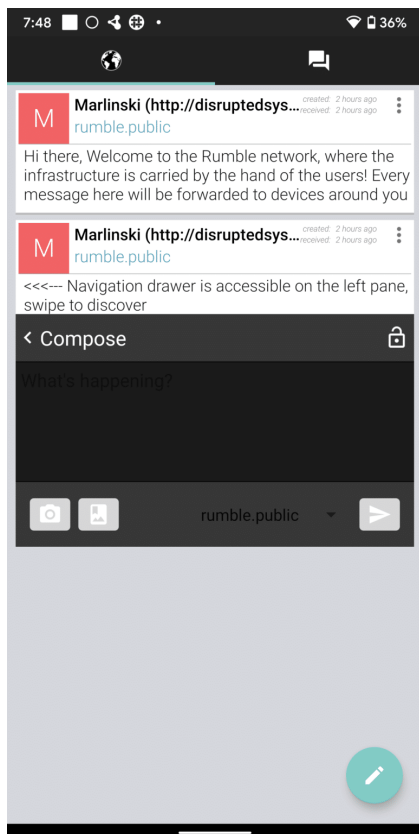 7:48
36%
Marlinski (http://disruptedsys...
created: 2 hours ago
received: 2 hours ago
M
rumble.public
Hi there, Welcome to the Rumble network, where the
infrastructure is carried by the hand of the users! Every
message here will be forwarded to devices around you
Marlinski (http://disruptedsys...
created: 2 hours ago
received: 2 hours ago
M
rumble.public
<<<--- Navigation drawer is accessible on the left pane,
swipe to discover
< Compose
What's happening?
rumble.public